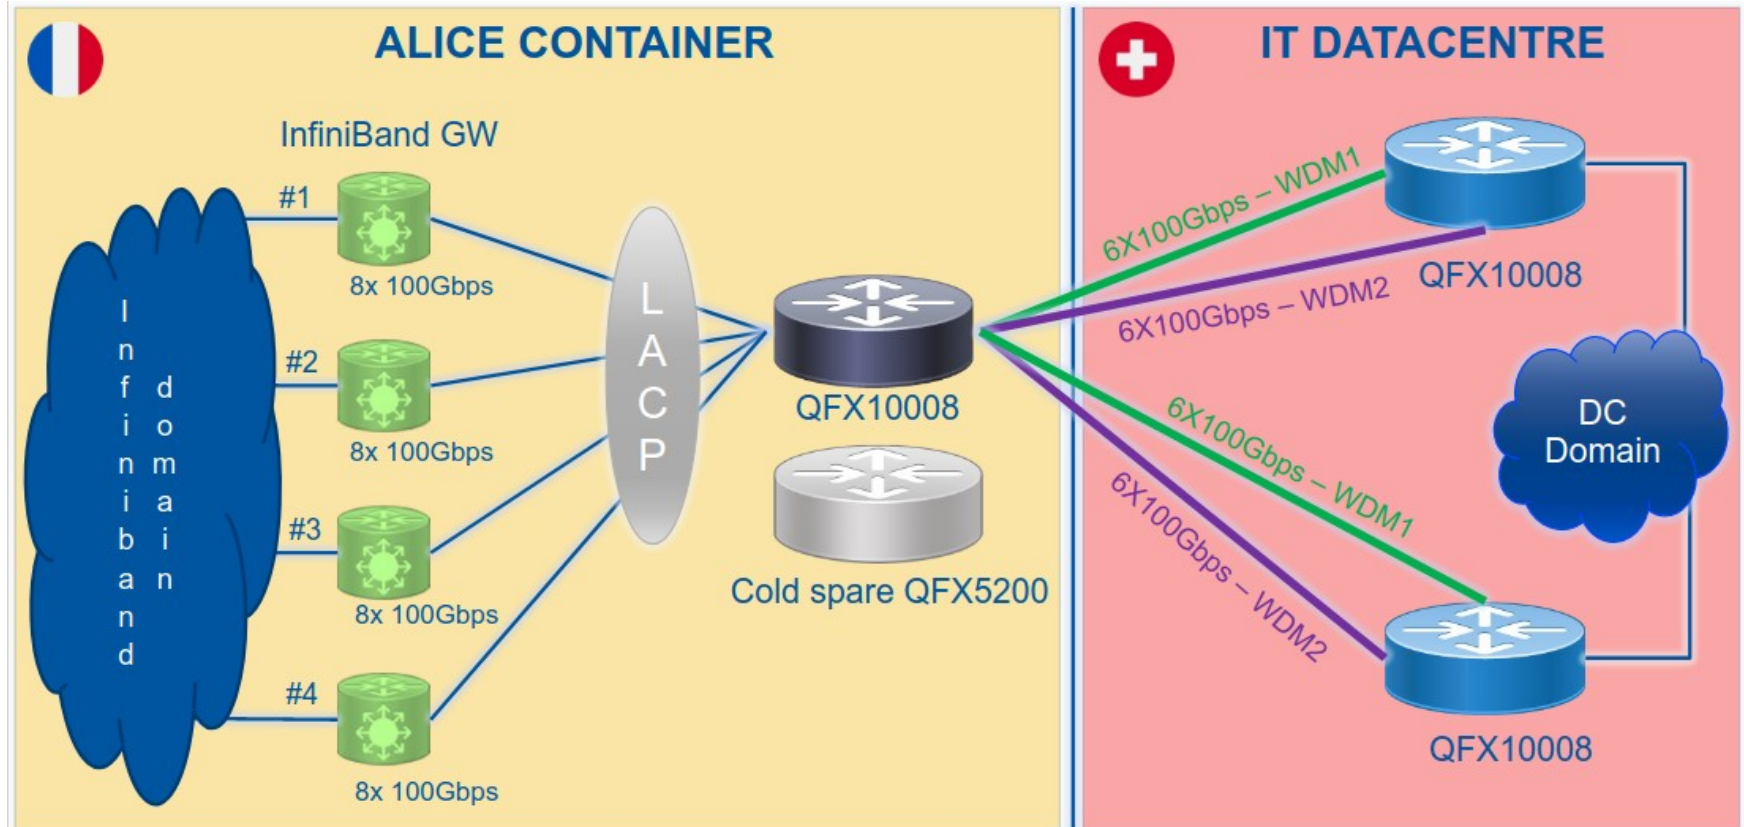 ALICE CONTAINER
IT DATACENTRE
InfiniBand GW
#1
8x 100Gbps
#2
8x 100Gbps
#3
8x 100Gbps
#4
8x 100Gbps
Infiniband
domain
LACP
QFX10008
Cold spare QFX5200
6X100Gbps – WDM1
6X100Gbps – WDM2
6X100Gbps – WDM1
6X100Gbps – WDM2
QFX10008
DC
Domain
QFX10008